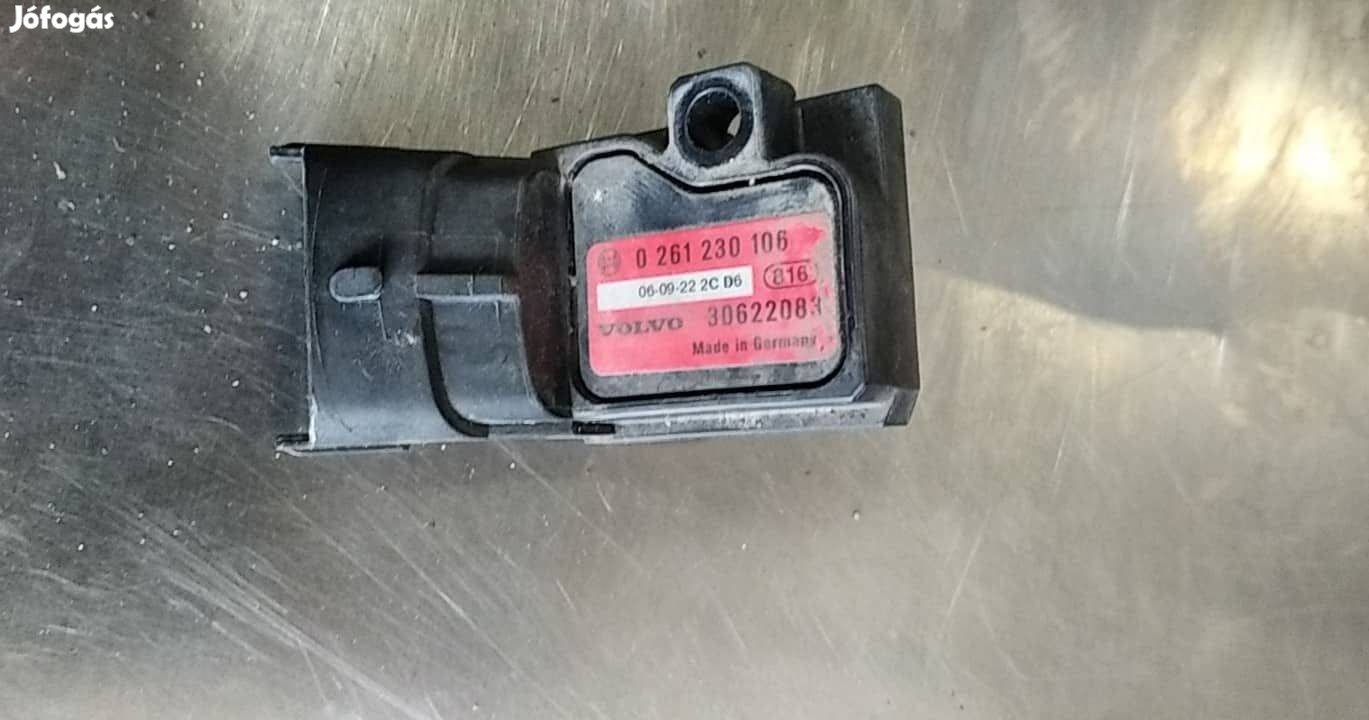 Jófogás
0 261 230 106
06-09-22 2C D6 816
VOLVO 30622083
Made in Germany